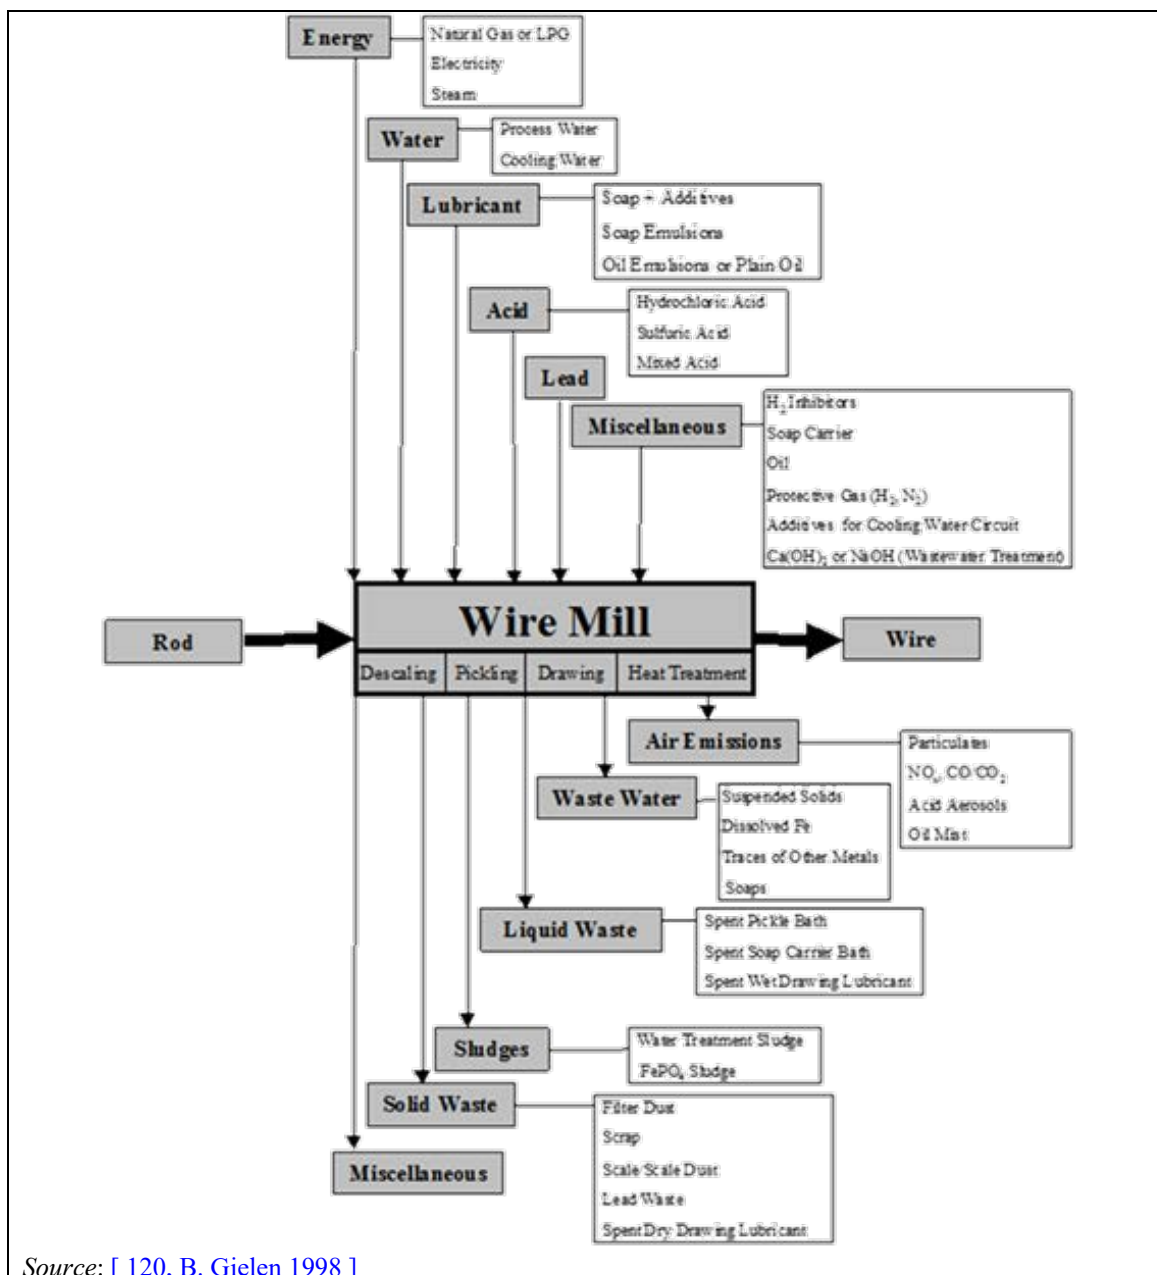 Energy
Natural Gas or LPG
Electricity
Steam
Water
Process Water
Cooling Water
Lubricant
Soap + Additives
Soap Emulsions
Oil Emulsions or Plain Oil
Acid
Hydrochloric Acid
Sulfuric Acid
Mixed Acid
Lead
Miscellaneous
H₂ Inhibitors
Soap Carrier
Oil
Protective Gas (H₂, N₂)
Additives for Cooling Water Circuit
Ca(OH)₂ or NaOH (Wastewater Treatment)
Rod
Wire Mill
Wire
Descaling
Pickling
Drawing
Heat Treatment
Air Emissions
Particulates
NOₓ, CO/CO₂
Acid Aerosols
Oil Mist
Waste Water
Suspended Solids
Dissolved Fe
Traces of Other Metals
Soaps
Liquid Waste
Spent Pickle Bath
Spent Soap Carrier Bath
Spent Wet Drawing Lubricant
Sludges
Water Treatment Sludge
FePO₄ Sludge
Solid Waste
Filter Dust
Scrap
Scale/Scale Dust
Lead Waste
Spent Dry Drawing Lubricant
Miscellaneous
Source: [ 120, B. Gielen 1998 ]